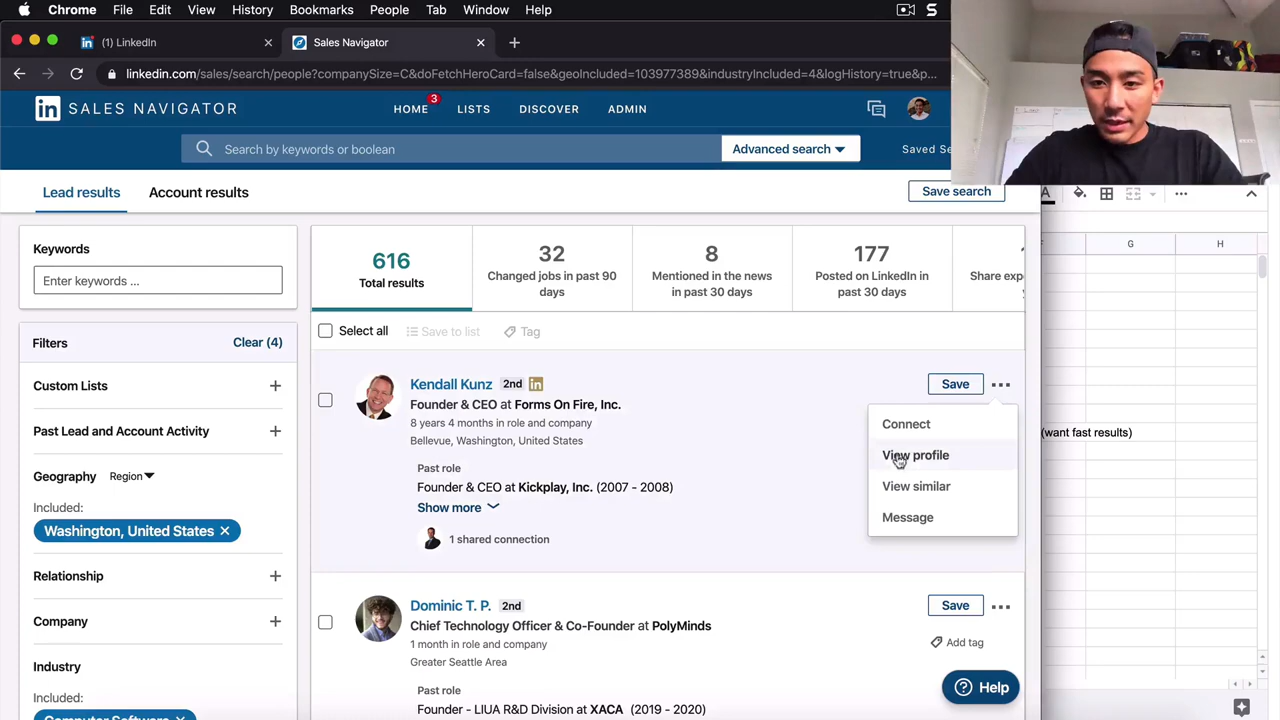 Chrome File Edit View History Bookmarks People Tab Window Help
(1) LinkedIn
Sales Navigator
linkedin.com/sales/search/people?companySize=C&doFetchHeroCard=false&geoIncluded=103977389&industryIncluded=4&logHistory=true&p...
in SALES NAVIGATOR
HOME 3 LISTS DISCOVER ADMIN
Search by keywords or boolean
Advanced search
Saved Se
Lead results Account results
Save search
Keywords
Enter keywords ...
Filters Clear (4)
Custom Lists
Past Lead and Account Activity
Geography Region
Included:
Washington, United States
Relationship
Company
Industry
Included:
Computer Software
616
Total results
32
Changed jobs in past 90
days
8
Mentioned in the news
in past 30 days
177
Posted on LinkedIn in
past 30 days
Share exp
Select all Save to list Tag
Kendall Kunz 2nd in
Founder & CEO at Forms On Fire, Inc.
8 years 4 months in role and company
Bellevue, Washington, United States
Past role
Founder & CEO at Kickplay, Inc. (2007 - 2008)
Show more
1 shared connection
Save
Connect
View profile
View similar
Message
Dominic T. P. 2nd
Chief Technology Officer & Co-Founder at PolyMinds
1 month in role and company
Greater Seattle Area
Past role
Founder - LIUA R&D Division at XACA (2019 - 2020)
Save
Add tag
Help
A
G H
(want fast results)